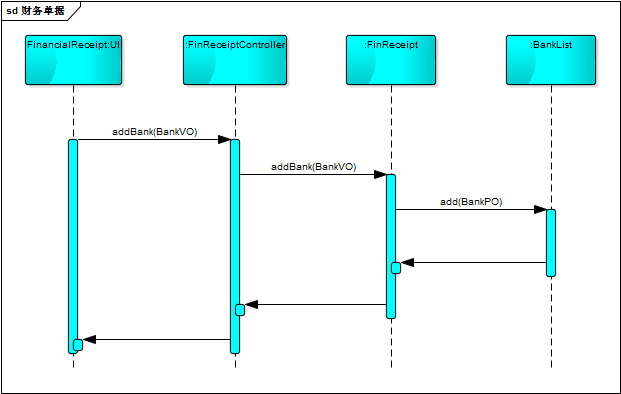 sd 财务单据
FinancialReceipt:UI
:FinReceiptController
:FinReceipt
:BankList
addBank(BankVO)
addBank(BankVO)
add(BankPO)